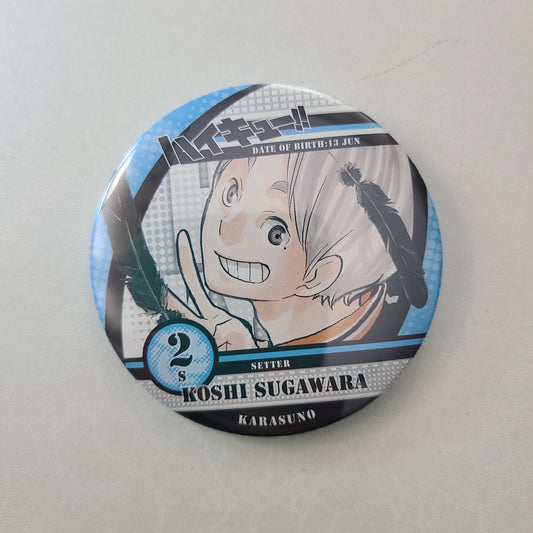 ハイキュー!!
DATE OF BIRTH:13 JUN
2
S
SETTER
KOSHI SUGAWARA
KARASUNO